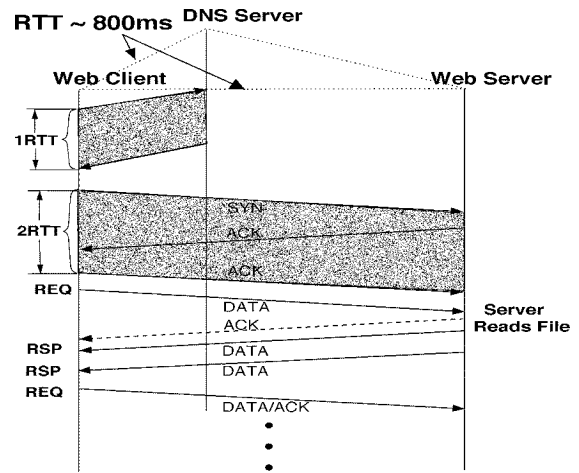 RTT ~ 800ms
DNS Server
Web Client
Web Server
1RTT
SYN
2RTT
ACK
ACK
REQ
DATA
Server
Reads File
ACK
RSP
DATA
RSP
DATA
REQ
DATA/ACK